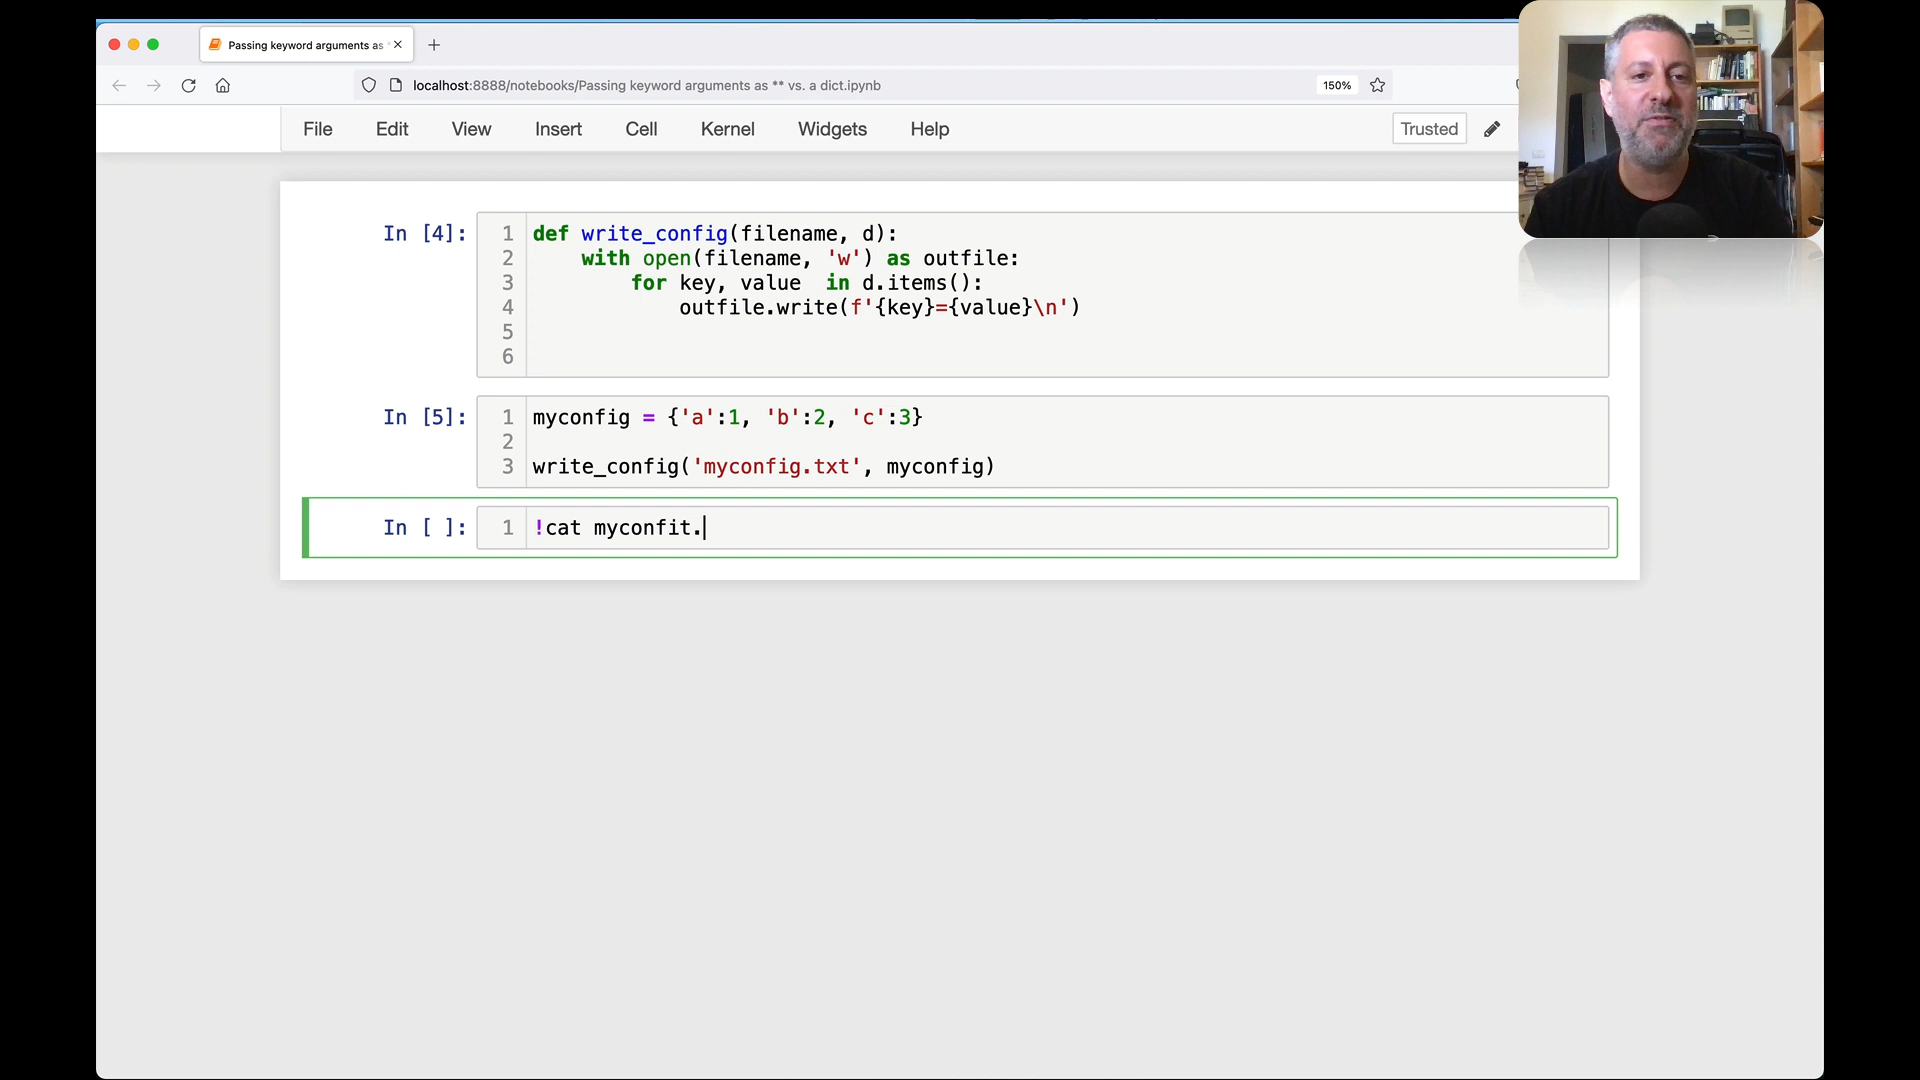 Passing keyword arguments as
localhost:8888/notebooks/Passing keyword arguments as ** vs. a dict.ipynb
150%
File Edit View Insert Cell Kernel Widgets Help
Trusted
In [4]:
1 def write_config(filename, d):
2     with open(filename, 'w') as outfile:
3         for key, value  in d.items():
4             outfile.write(f'{key}={value}\n')
5
6
In [5]:
1 myconfig = {'a':1, 'b':2, 'c':3}
2
3 write_config('myconfig.txt', myconfig)
In [ ]:
1 !cat myconfit.